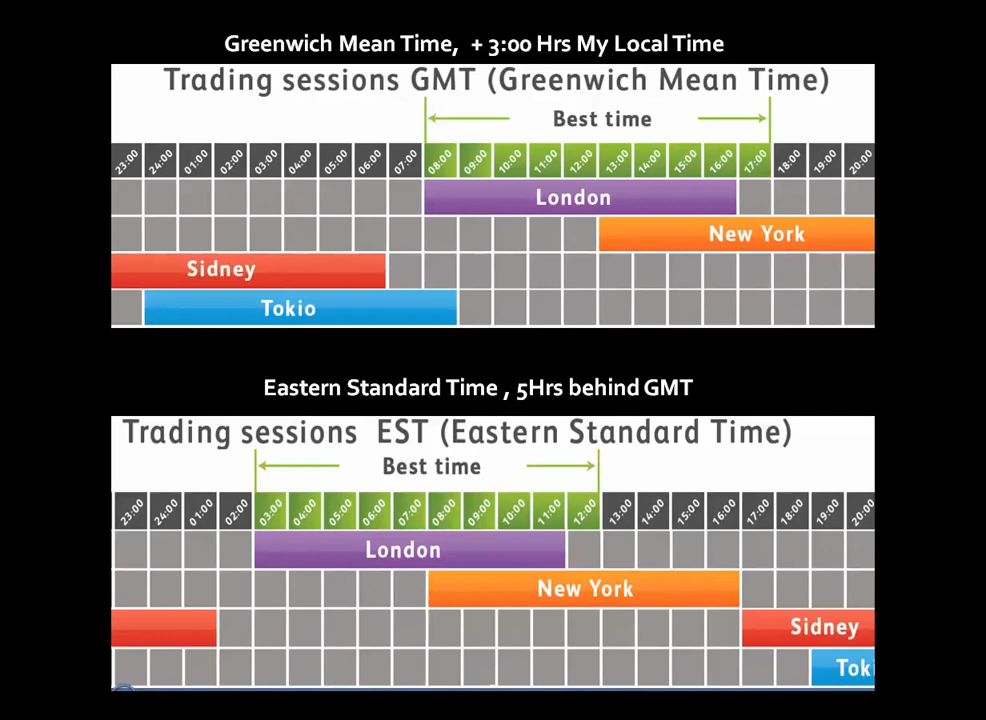 Greenwich Mean Time,  + 3:00 Hrs My Local Time
Trading sessions GMT (Greenwich Mean Time)
Best time
23:00 24:00 01:00 02:00 03:00 04:00 05:00 06:00 07:00 08:00 09:00 10:00 11:00 12:00 13:00 14:00 15:00 16:00 17:00 18:00 19:00 20:00
London
New York
Sidney
Tokio
Eastern Standard Time , 5Hrs behind GMT
Trading sessions  EST (Eastern Standard Time)
Best time
23:00 24:00 01:00 02:00 03:00 04:00 05:00 06:00 07:00 08:00 09:00 10:00 11:00 12:00 13:00 14:00 15:00 16:00 17:00 18:00 19:00 20:00
London
New York
Sidney
Toki